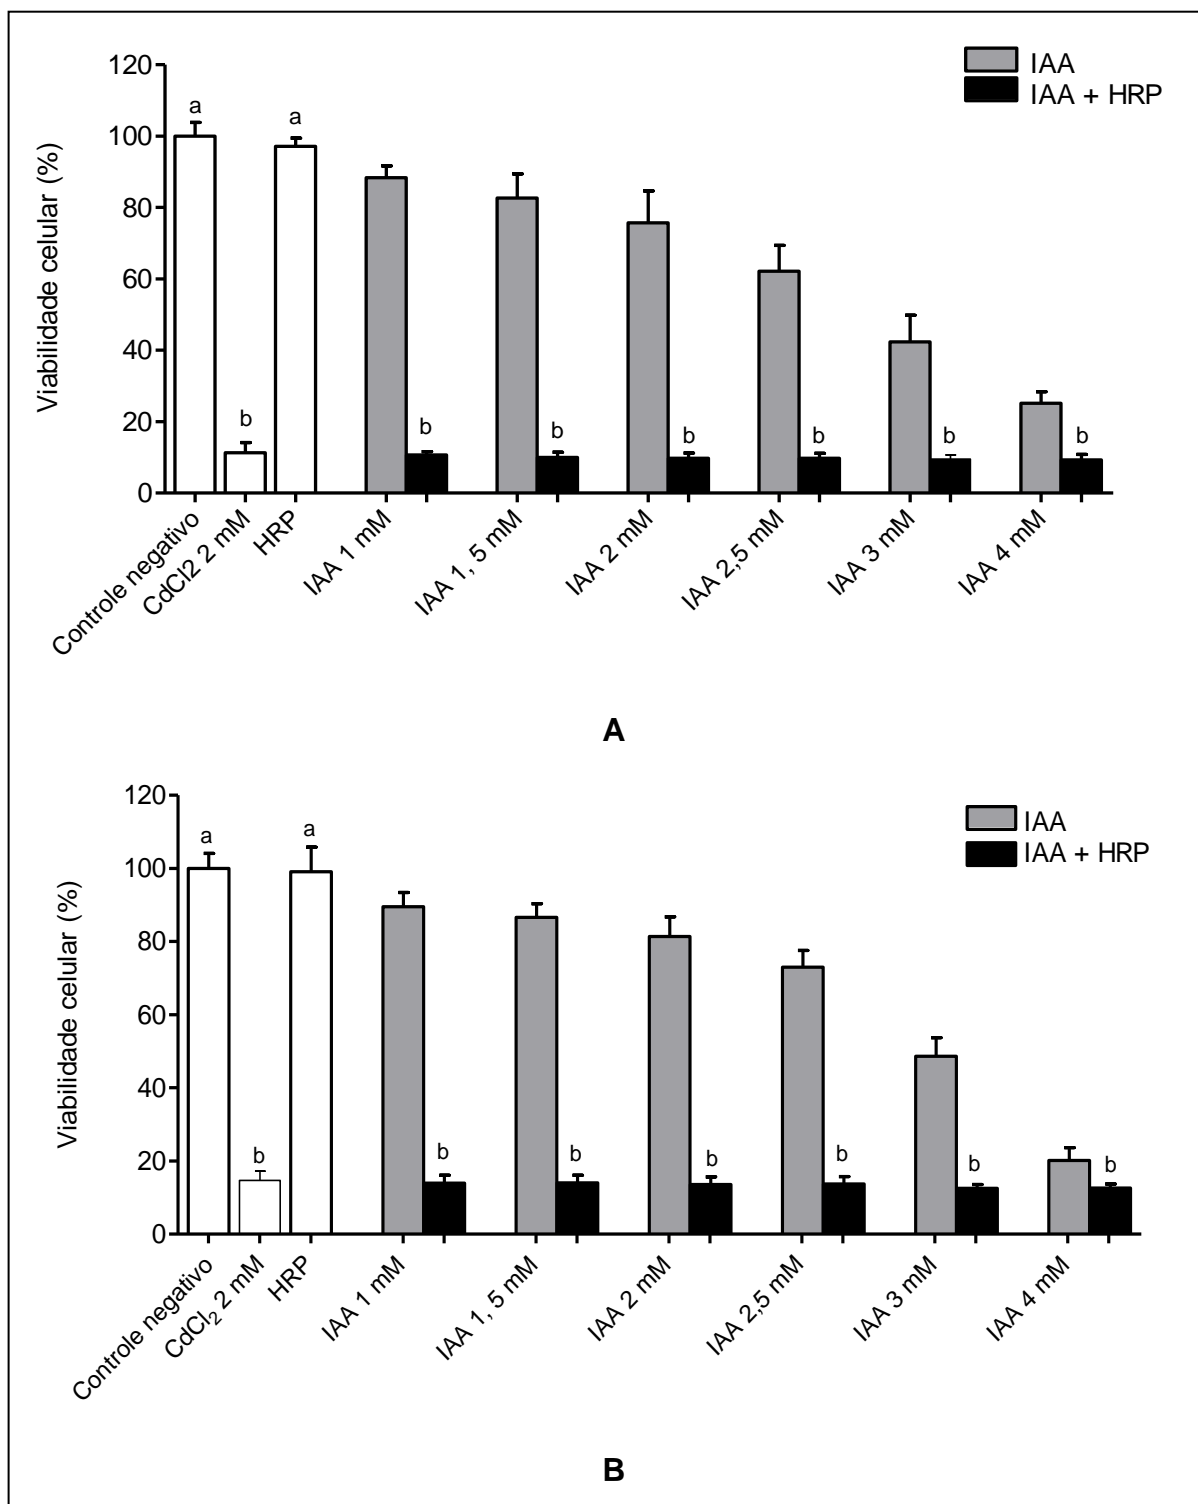 IAA
IAA + HRP
Viabilidade celular (%)
120
100
80
60
40
20
0
a
b
a
b
b
b
b
b
b
Controle negativo
CdCl2 2 mM
HRP
IAA 1 mM
IAA 1, 5 mM
IAA 2 mM
IAA 2,5 mM
IAA 3 mM
IAA 4 mM
A
IAA
IAA + HRP
Viabilidade celular (%)
120
100
80
60
40
20
0
a
b
a
b
b
b
b
b
b
Controle negativo
CdCl₂ 2 mM
HRP
IAA 1 mM
IAA 1, 5 mM
IAA 2 mM
IAA 2,5 mM
IAA 3 mM
IAA 4 mM
B